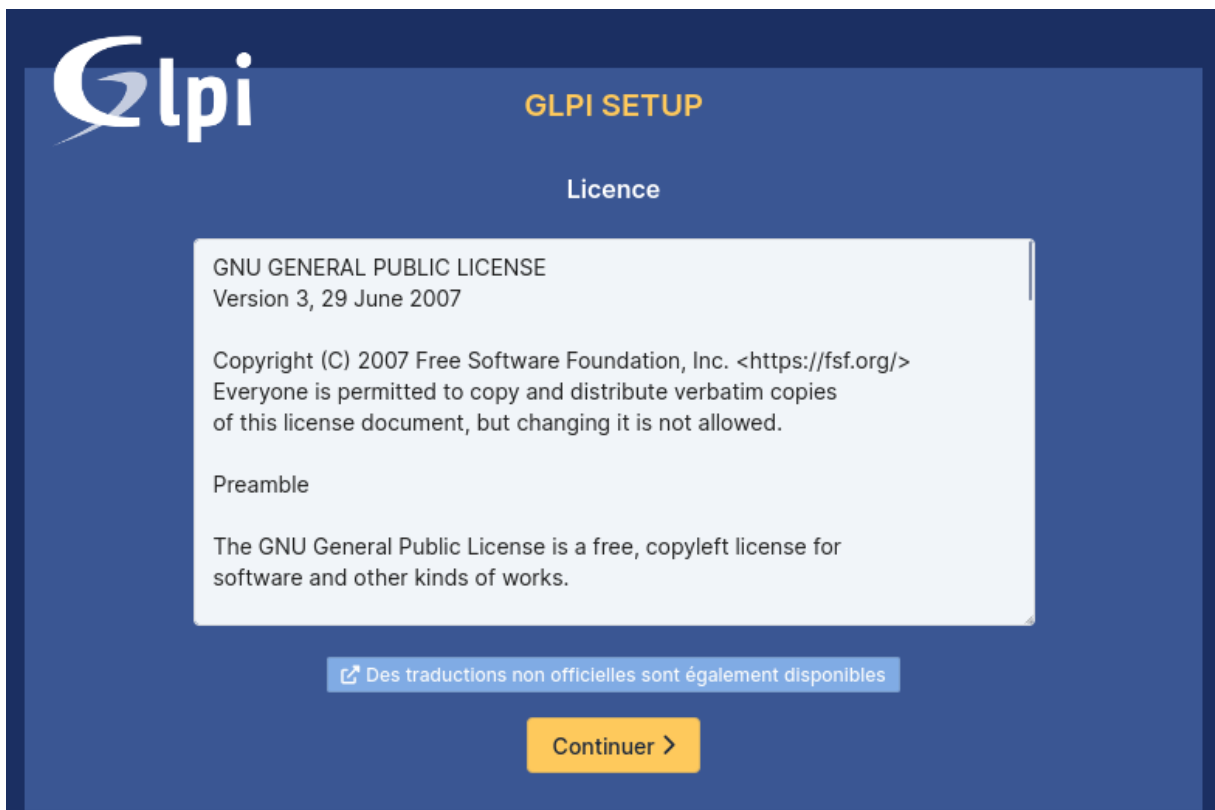 Glpi
GLPI SETUP
Licence
GNU GENERAL PUBLIC LICENSE
Version 3, 29 June 2007
Copyright (C) 2007 Free Software Foundation, Inc. <https://fsf.org/>
Everyone is permitted to copy and distribute verbatim copies
of this license document, but changing it is not allowed.
Preamble
The GNU General Public License is a free, copyleft license for
software and other kinds of works.
Des traductions non officielles sont également disponibles
Continuer